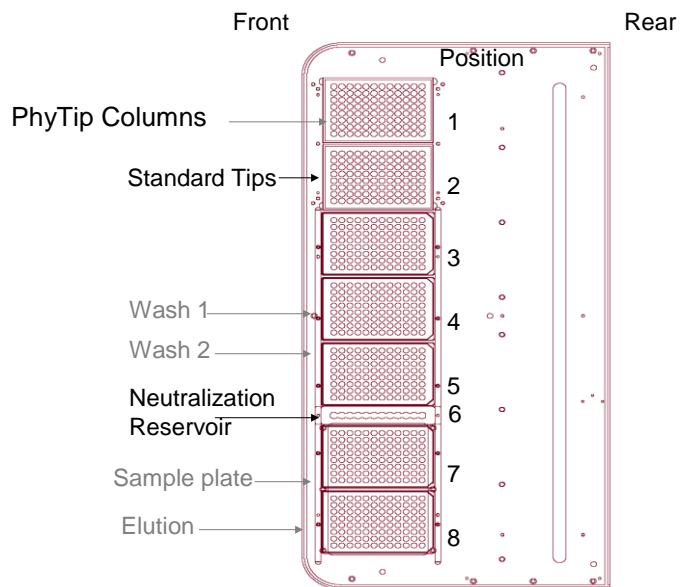 Front
Rear
Position
PhyTip Columns
1
Standard Tips
2
3
Wash 1
4
Wash 2
5
Neutralization
Reservoir
6
Sample plate
7
Elution
8